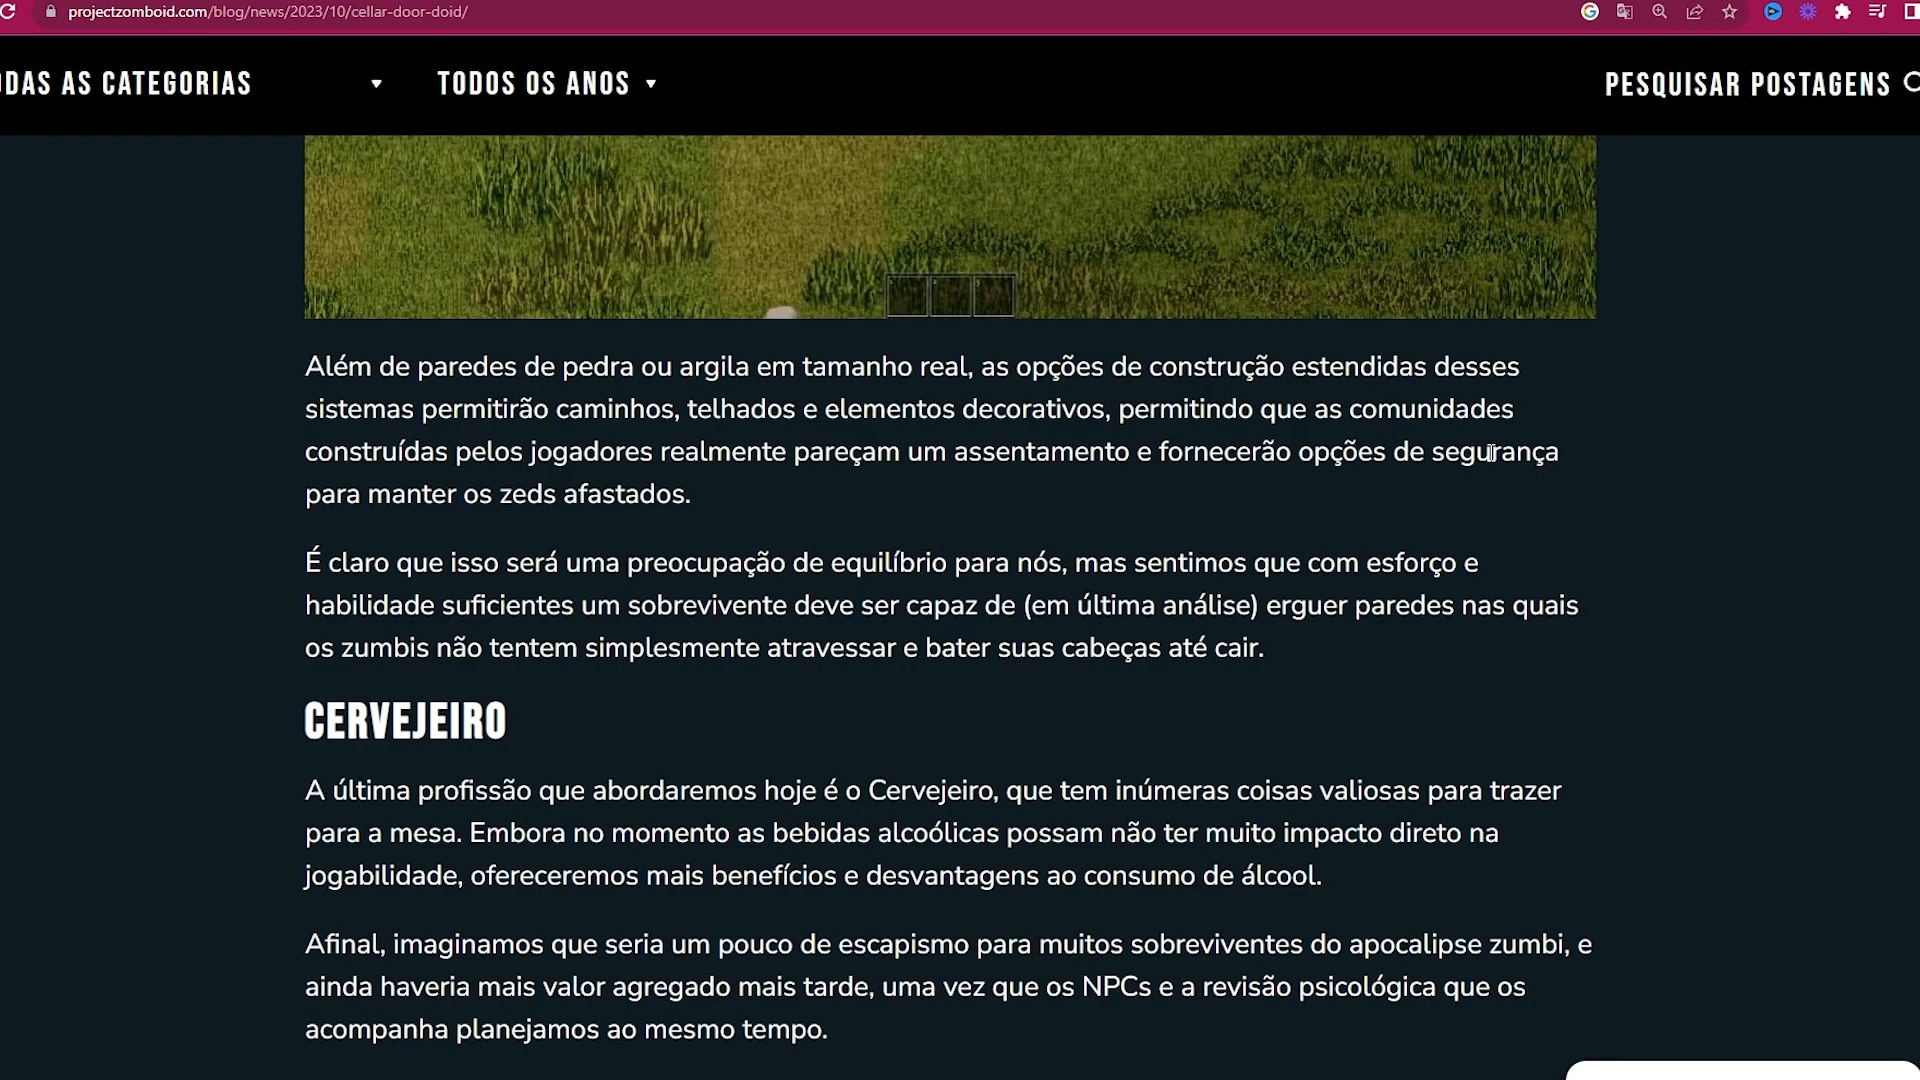 projectzomboid.com/blog/news/2023/10/cellar-door-doid/
ODAS AS CATEGORIAS
TODOS OS ANOS
PESQUISAR POSTAGENS
1 2 3
Além de paredes de pedra ou argila em tamanho real, as opções de construção estendidas desses
sistemas permitirão caminhos, telhados e elementos decorativos, permitindo que as comunidades
construídas pelos jogadores realmente pareçam um assentamento e fornecerão opções de segurança
para manter os zeds afastados.
É claro que isso será uma preocupação de equilíbrio para nós, mas sentimos que com esforço e
habilidade suficientes um sobrevivente deve ser capaz de (em última análise) erguer paredes nas quais
os zumbis não tentem simplesmente atravessar e bater suas cabeças até cair.
CERVEJEIRO
A última profissão que abordaremos hoje é o Cervejeiro, que tem inúmeras coisas valiosas para trazer
para a mesa. Embora no momento as bebidas alcoólicas possam não ter muito impacto direto na
jogabilidade, ofereceremos mais benefícios e desvantagens ao consumo de álcool.
Afinal, imaginamos que seria um pouco de escapismo para muitos sobreviventes do apocalipse zumbi, e
ainda haveria mais valor agregado mais tarde, uma vez que os NPCs e a revisão psicológica que os
acompanha planejamos ao mesmo tempo.